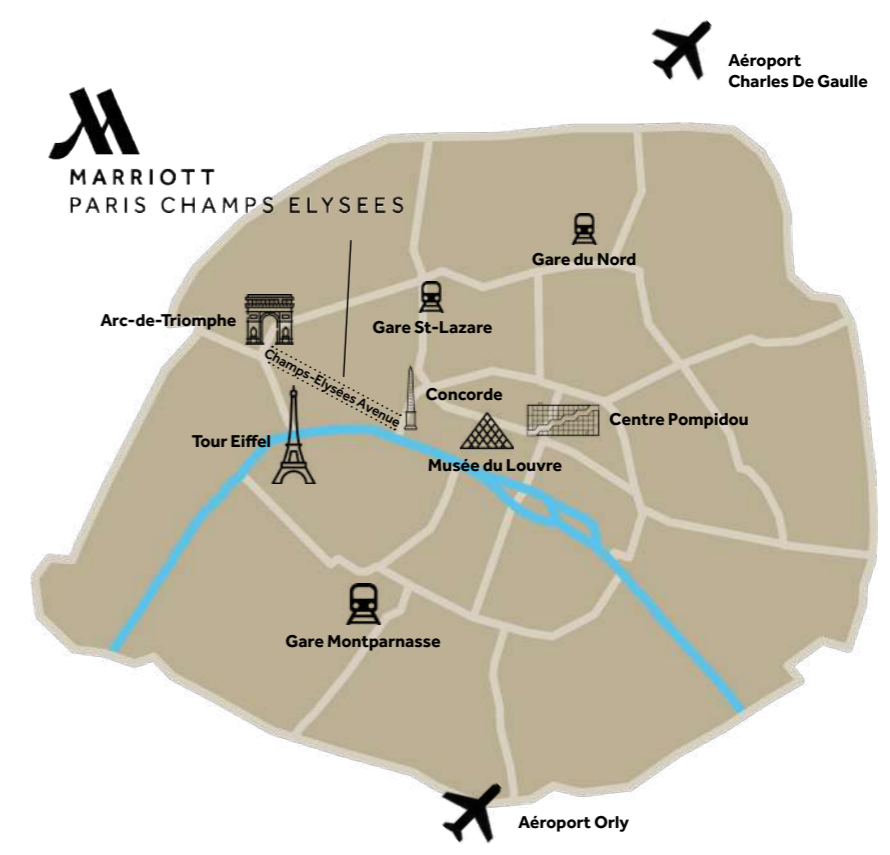 Aéroport
Charles De Gaulle
MARRIOTT
PARIS CHAMPS ELYSEES
Gare du Nord
Arc-de-Triomphe
Gare St-Lazare
Champs-Elysées Avenue
Concorde
Centre Pompidou
Tour Eiffel
Musée du Louvre
Gare Montparnasse
Aéroport Orly